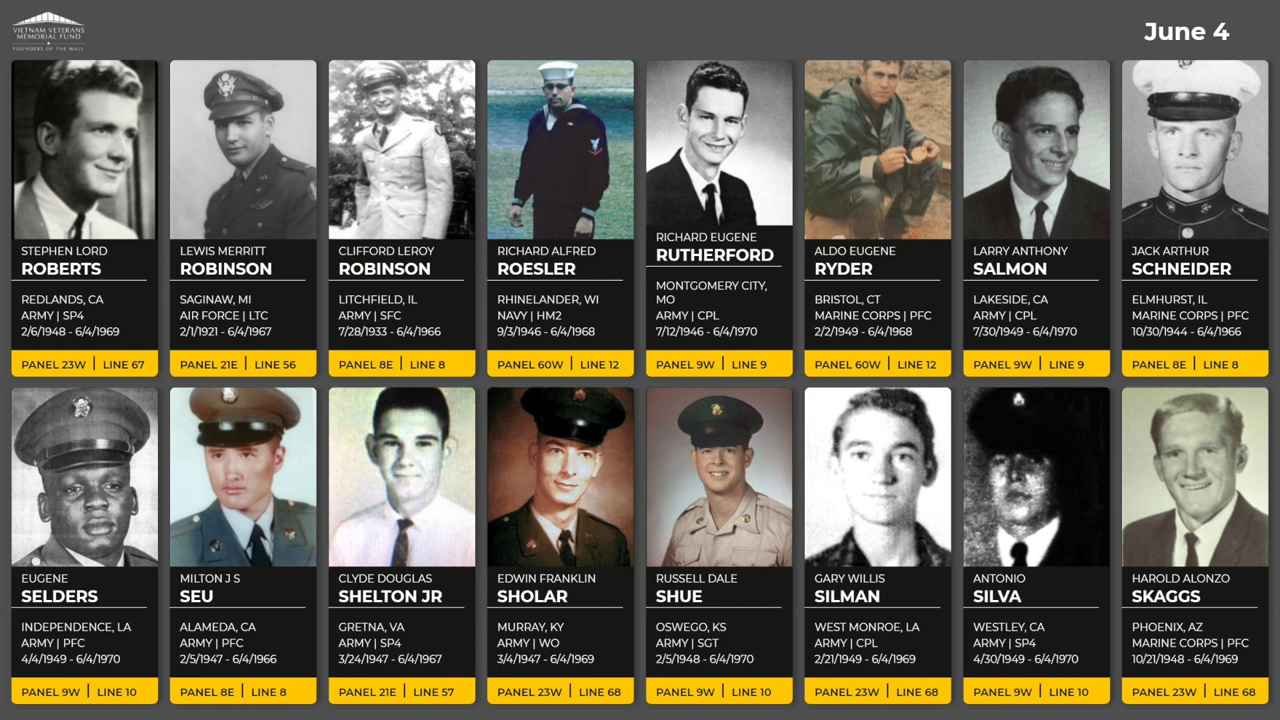 VIETNAM VETERANS
MEMORIAL FUND
FOUNDERS OF THE WALL
June 4
STEPHEN LORD
ROBERTS
REDLANDS, CA
ARMY | SP4
2/6/1948 - 6/4/1969
PANEL 23W | LINE 67
LEWIS MERRITT
ROBINSON
SAGINAW, MI
AIR FORCE | LTC
2/1/1921 - 6/4/1967
PANEL 21E | LINE 56
CLIFFORD LEROY
ROBINSON
LITCHFIELD, IL
ARMY | SFC
7/28/1933 - 6/4/1966
PANEL 8E | LINE 8
RICHARD ALFRED
ROESLER
RHINELANDER, WI
NAVY | HM2
9/3/1946 - 6/4/1968
PANEL 60W | LINE 12
RICHARD EUGENE
RUTHERFORD
MONTGOMERY CITY,
MO
ARMY | CPL
7/12/1946 - 6/4/1970
PANEL 9W | LINE 9
ALDO EUGENE
RYDER
BRISTOL, CT
MARINE CORPS | PFC
2/2/1949 - 6/4/1968
PANEL 60W | LINE 12
LARRY ANTHONY
SALMON
LAKESIDE, CA
ARMY | CPL
7/30/1949 - 6/4/1970
PANEL 9W | LINE 9
JACK ARTHUR
SCHNEIDER
ELMHURST, IL
MARINE CORPS | PFC
10/30/1944 - 6/4/1966
PANEL 8E | LINE 8
EUGENE
SELDERS
INDEPENDENCE, LA
ARMY | PFC
4/4/1949 - 6/4/1970
PANEL 9W | LINE 10
MILTON J S
SEU
ALAMEDA, CA
ARMY | PFC
2/5/1947 - 6/4/1966
PANEL 8E | LINE 8
CLYDE DOUGLAS
SHELTON JR
GRETNA, VA
ARMY | SP4
3/24/1947 - 6/4/1967
PANEL 21E | LINE 57
EDWIN FRANKLIN
SHOLAR
MURRAY, KY
ARMY | WO
3/4/1947 - 6/4/1969
PANEL 23W | LINE 68
RUSSELL DALE
SHUE
OSWEGO, KS
ARMY | SGT
2/5/1948 - 6/4/1970
PANEL 9W | LINE 10
GARY WILLIS
SILMAN
WEST MONROE, LA
ARMY | CPL
2/21/1949 - 6/4/1969
PANEL 23W | LINE 68
ANTONIO
SILVA
WESTLEY, CA
ARMY | SP4
4/30/1949 - 6/4/1970
PANEL 9W | LINE 10
HAROLD ALONZO
SKAGGS
PHOENIX, AZ
MARINE CORPS | PFC
10/21/1948 - 6/4/1969
PANEL 23W | LINE 68